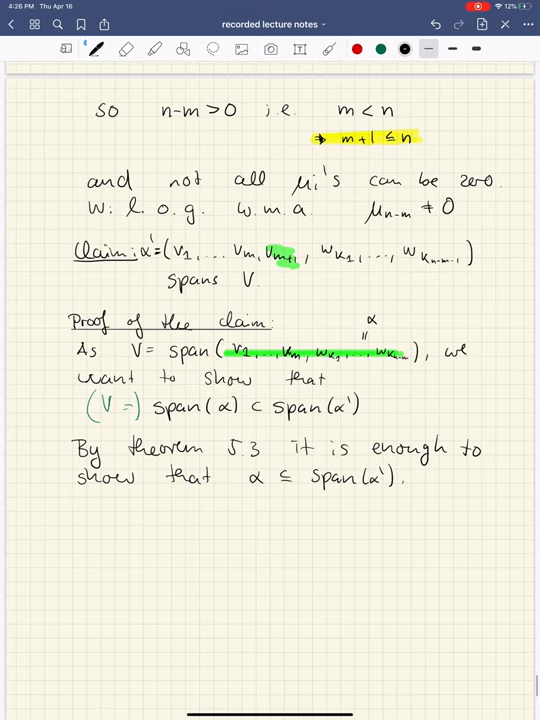 4:26 PM Thu Apr 16
12%
recorded lecture notes
so n-m>0 i.e. m<n
→ m+1 ≤ n
and not all μi's can be zero.
W. l. o. g. w.m.a. μn-m ≠ 0
Claim: α'=(v1,...,vm,vm+1,wk1,...,wkn-m-1)
spans V.
Proof of the claim:
α
=
As V= span(v1,...,vm,wk1,...,wkn-m), we
want to show that
(V=) span(α) ⊂ span(α')
By theorem 5.3 it is enough to
show that α ⊆ span(α').